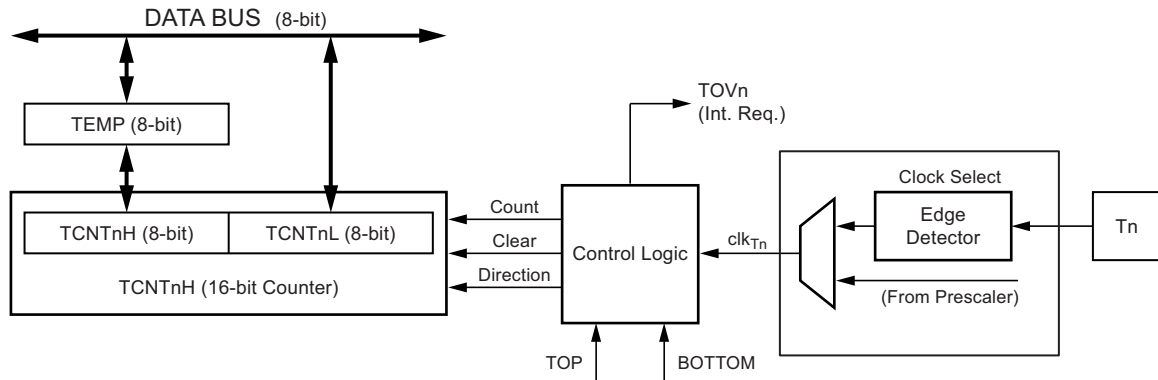 DATA BUS (8-bit)
TEMP (8-bit)
TCNTnH (8-bit)
TCNTnL (8-bit)
TCNTnH (16-bit Counter)
Count
Clear
Direction
TOVn
(Int. Req.)
Control Logic
TOP
BOTTOM
clkTn
Clock Select
Edge
Detector
(From Prescaler)
Tn